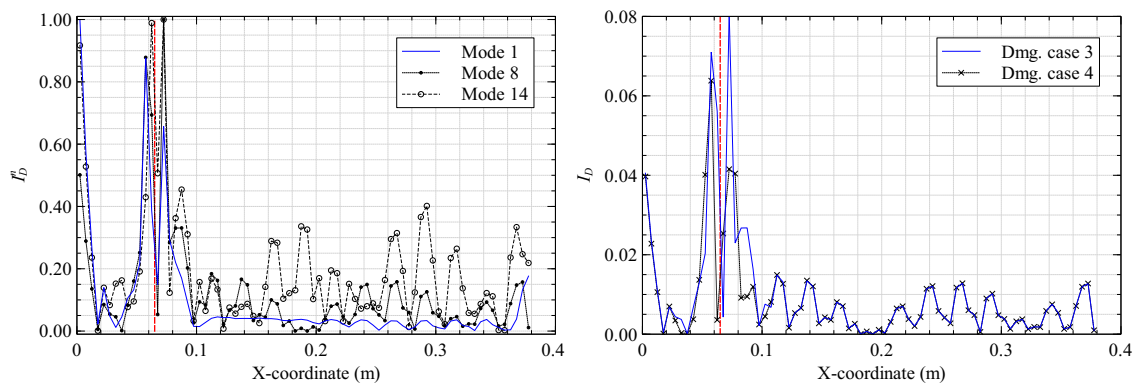 1.00
0.80
0.60
0.40
0.20
0.00
I_D^n
Mode 1
Mode 8
Mode 14
0
0.1
0.2
0.3
0.4
X-coordinate (m)
0.08
0.06
0.04
0.02
0.00
I_D
Dmg. case 3
Dmg. case 4
0
0.1
0.2
0.3
0.4
X-coordinate (m)